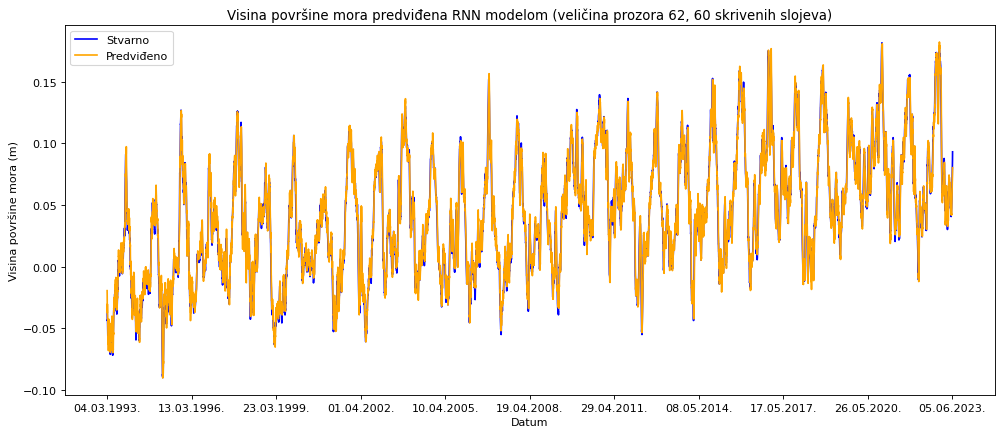 Visina površine mora predviđena RNN modelom (veličina prozora 62, 60 skrivenih slojeva)
Stvarno
Predviđeno
Visina površine mora (m)
0.15
0.10
0.05
0.00
−0.05
−0.10
04.03.1993. 13.03.1996. 23.03.1999. 01.04.2002. 10.04.2005. 19.04.2008. 29.04.2011. 08.05.2014. 17.05.2017. 26.05.2020. 05.06.2023.
Datum